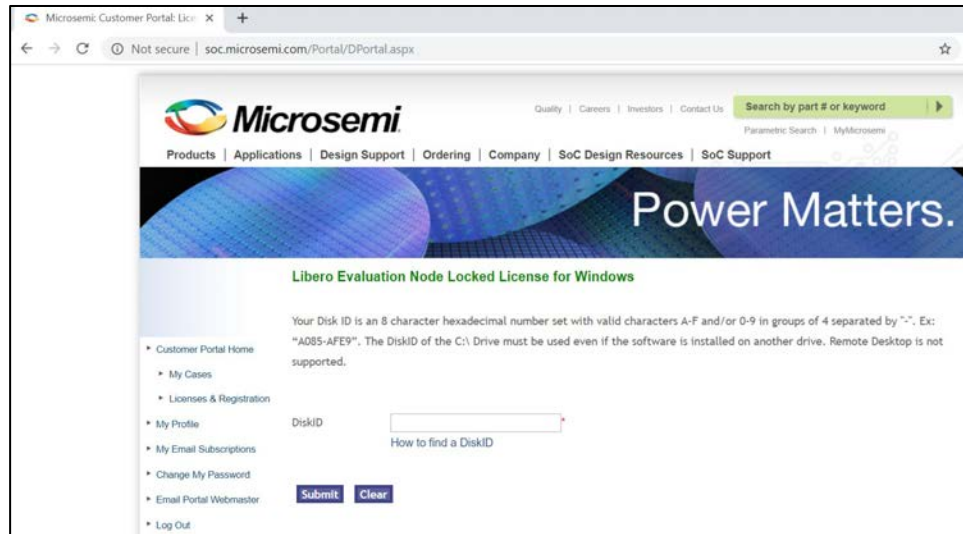 Microsemi: Customer Portal: Lice
Not secure | soc.microsemi.com/Portal/DPortal.aspx
Microsemi.
Quality | Careers | Investors | Contact Us
Search by part # or keyword
Parametric Search | MyMicrosemi
Products | Applications | Design Support | Ordering | Company | SoC Design Resources | SoC Support
Power Matters.
Libero Evaluation Node Locked License for Windows
Your Disk ID is an 8 character hexadecimal number set with valid characters A-F and/or 0-9 in groups of 4 separated by "-". Ex:
"A085-AFE9". The DiskID of the C:\ Drive must be used even if the software is installed on another drive. Remote Desktop is not
supported.
Customer Portal Home
My Cases
Licenses & Registration
My Profile
My Email Subscriptions
Change My Password
Email Portal Webmaster
Log Out
DiskID *
How to find a DiskID
Submit Clear